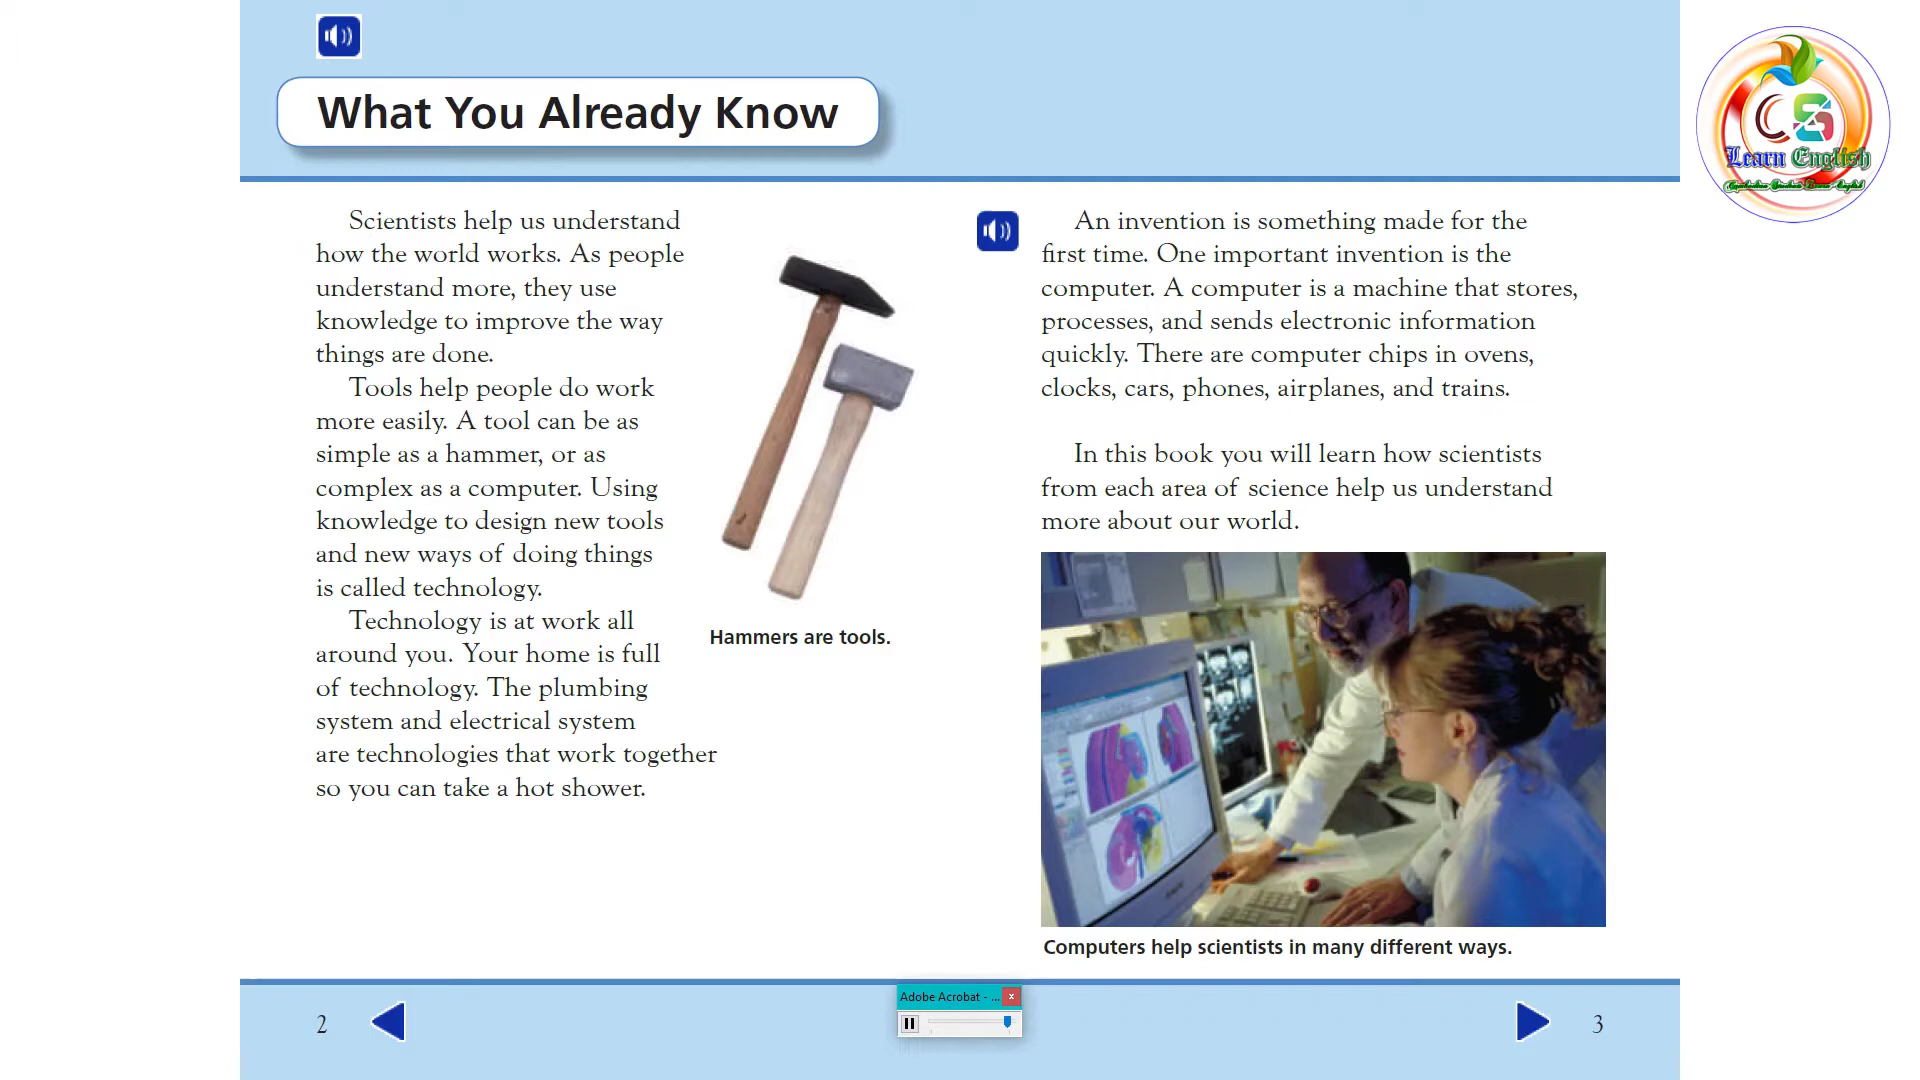 What You Already Know
Scientists help us understand
how the world works. As people
understand more, they use
knowledge to improve the way
things are done.
Tools help people do work
more easily. A tool can be as
simple as a hammer, or as
complex as a computer. Using
knowledge to design new tools
and new ways of doing things
is called technology.
Technology is at work all
around you. Your home is full
of technology. The plumbing
system and electrical system
are technologies that work together
so you can take a hot shower.
Hammers are tools.
An invention is something made for the
first time. One important invention is the
computer. A computer is a machine that stores,
processes, and sends electronic information
quickly. There are computer chips in ovens,
clocks, cars, phones, airplanes, and trains.
In this book you will learn how scientists
from each area of science help us understand
more about our world.
Computers help scientists in many different ways.
2
Adobe Acrobat - ...
3
CS
Learn English